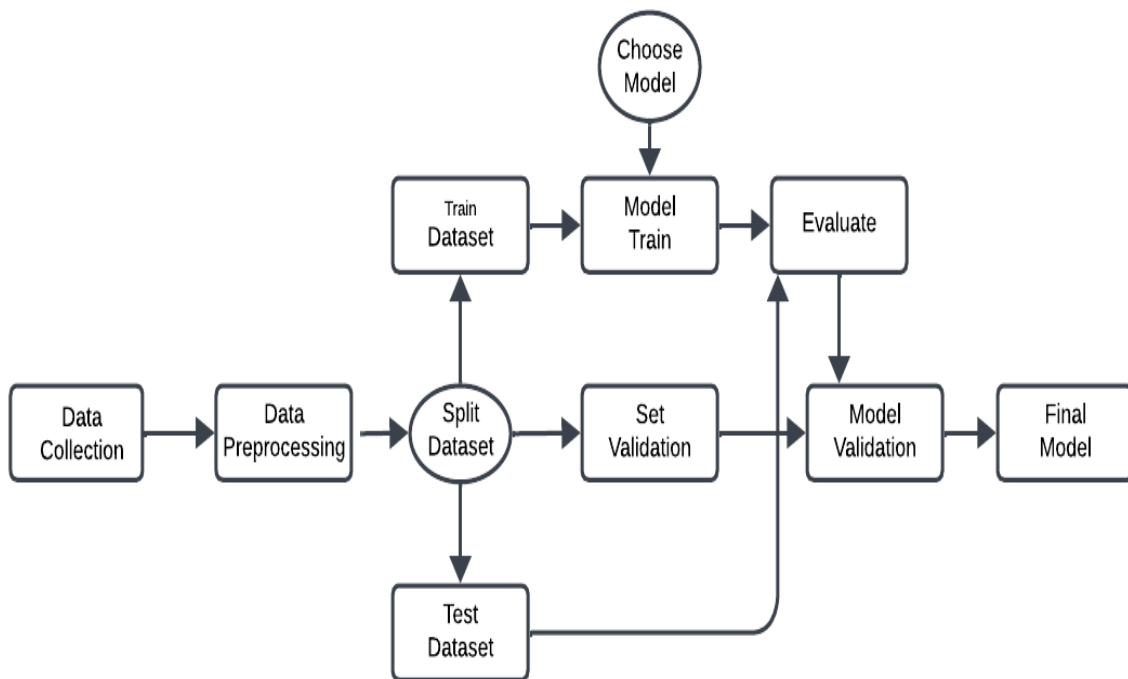 Choose
Model
Train
Dataset
Model
Train
Evaluate
Data
Collection
Data
Preprocessing
Split
Dataset
Set
Validation
Model
Validation
Final
Model
Test
Dataset